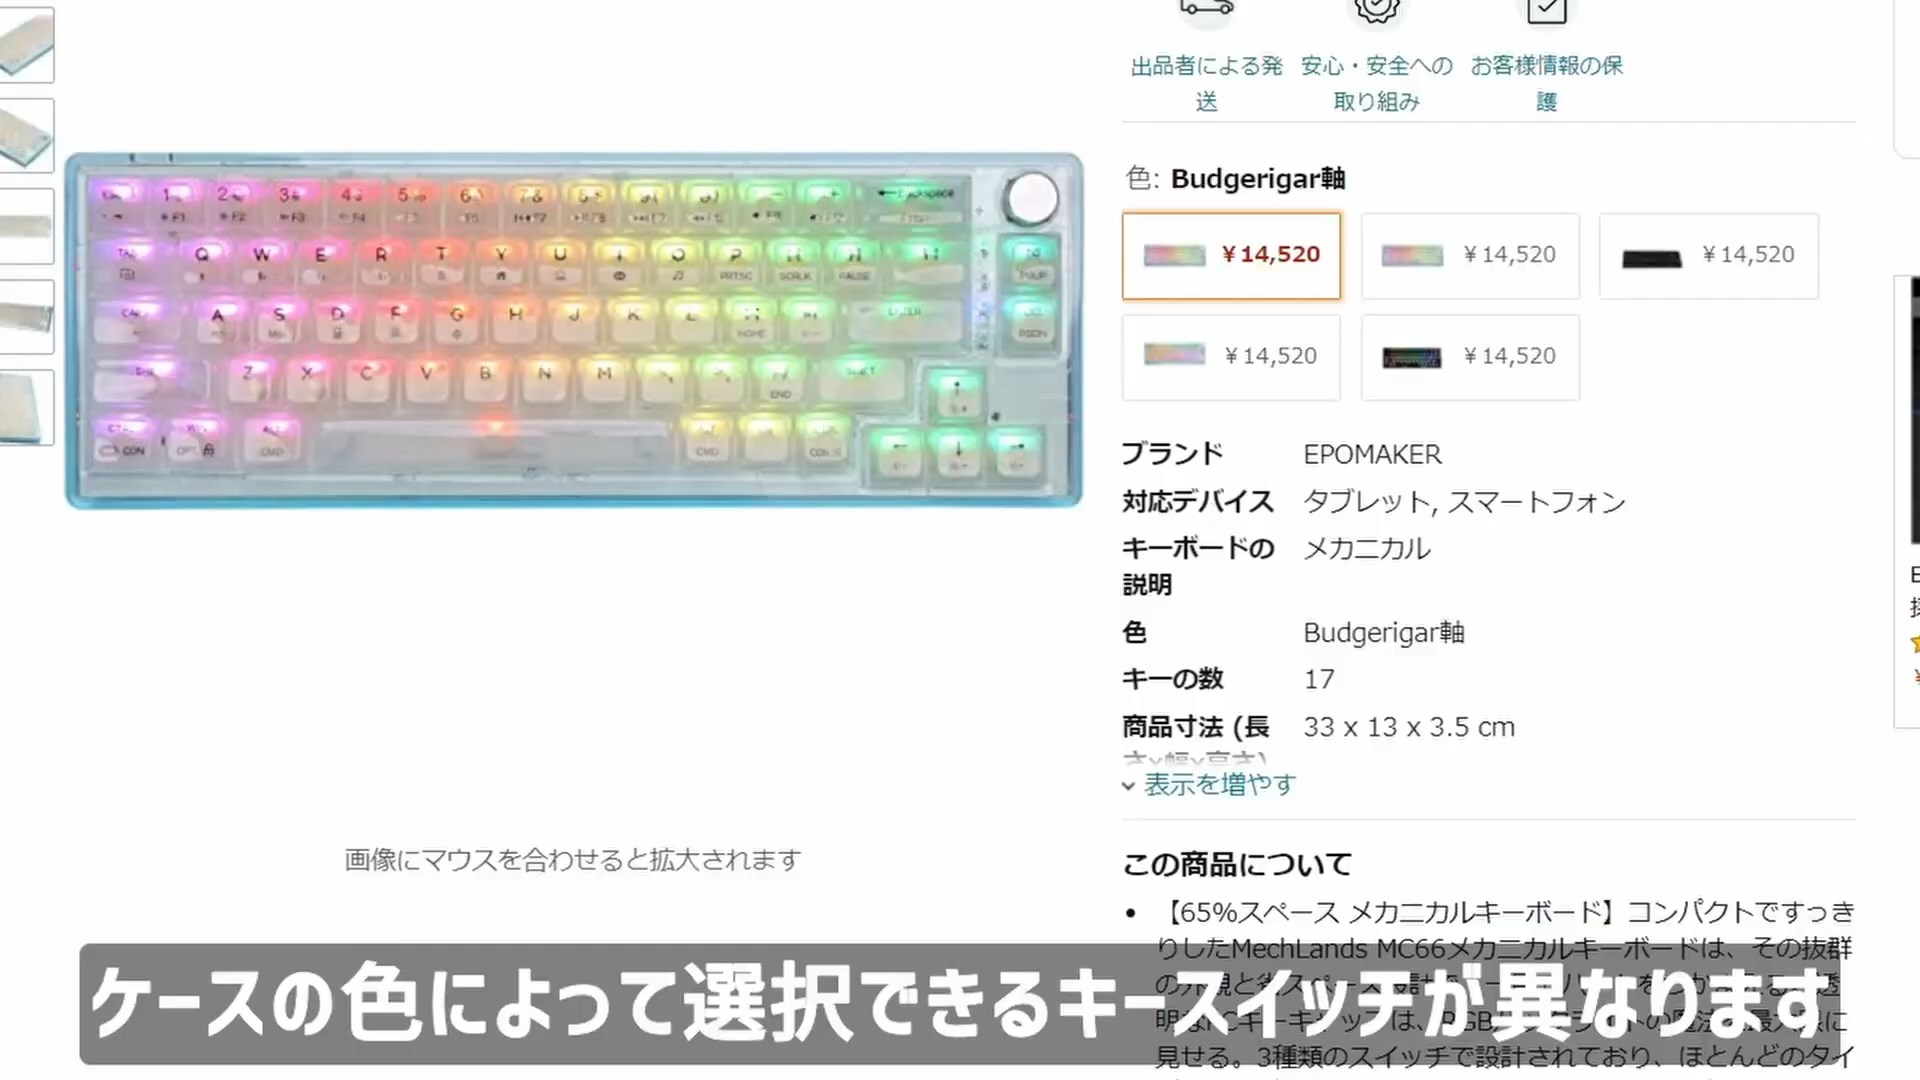 出品者による発
送
安心・安全への
取り組み
お客様情報の保
護
色: Budgerigar軸
￥14,520
￥14,520
￥14,520
￥14,520
￥14,520
ブランド EPOMAKER
対応デバイス タブレット, スマートフォン
キーボードの メカニカル
説明
色 Budgerigar軸
キーの数 17
商品寸法 (長 33 x 13 x 3.5 cm
さx幅x高さ)
表示を増やす
画像にマウスを合わせると拡大されます
この商品について
【65%スペース メカニカルキーボード】コンパクトですっき
りしたMechLands MC66メカニカルキーボードは、その抜群
見せる。3種類のスイッチで設計されており、ほとんどのタイ
ケースの色によって選択できるキースイッチが異なります
Q W E R T Y U I O P
A S D F G H J K L
Z X C V B N M
END